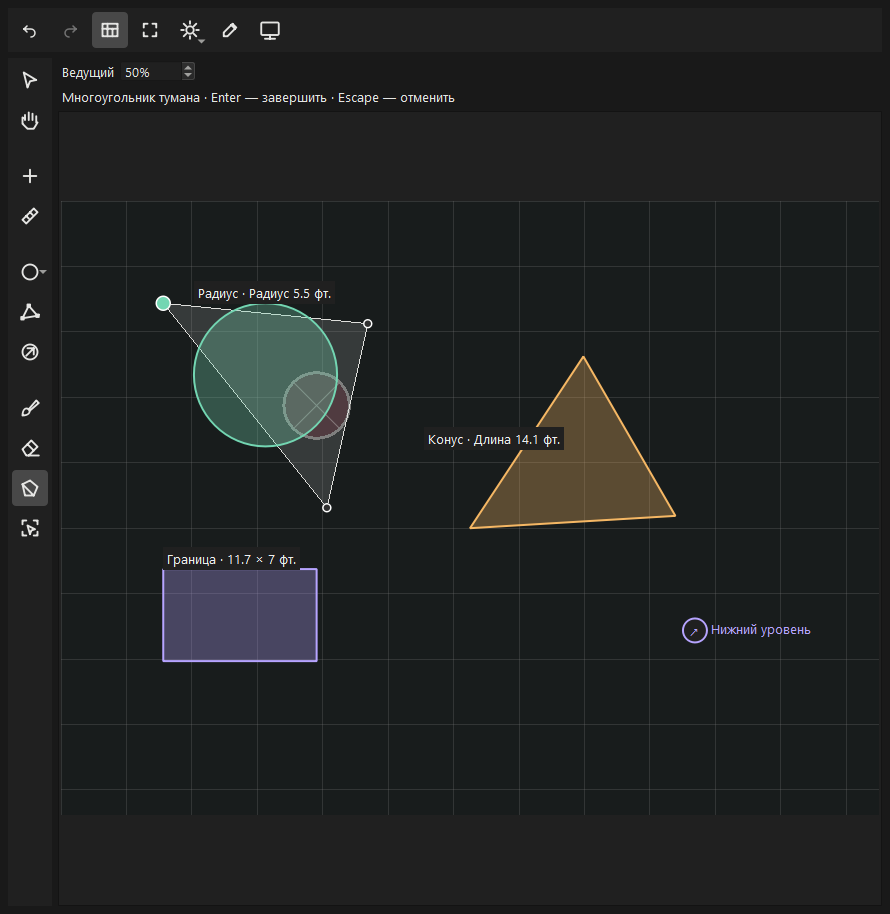 Ведущий 50%
Многоугольник тумана · Enter — завершить · Escape — отменить
Радиус · Радиус 5.5 фт.
Конус · Длина 14.1 фт.
Граница · 11.7 × 7 фт.
Нижний уровень